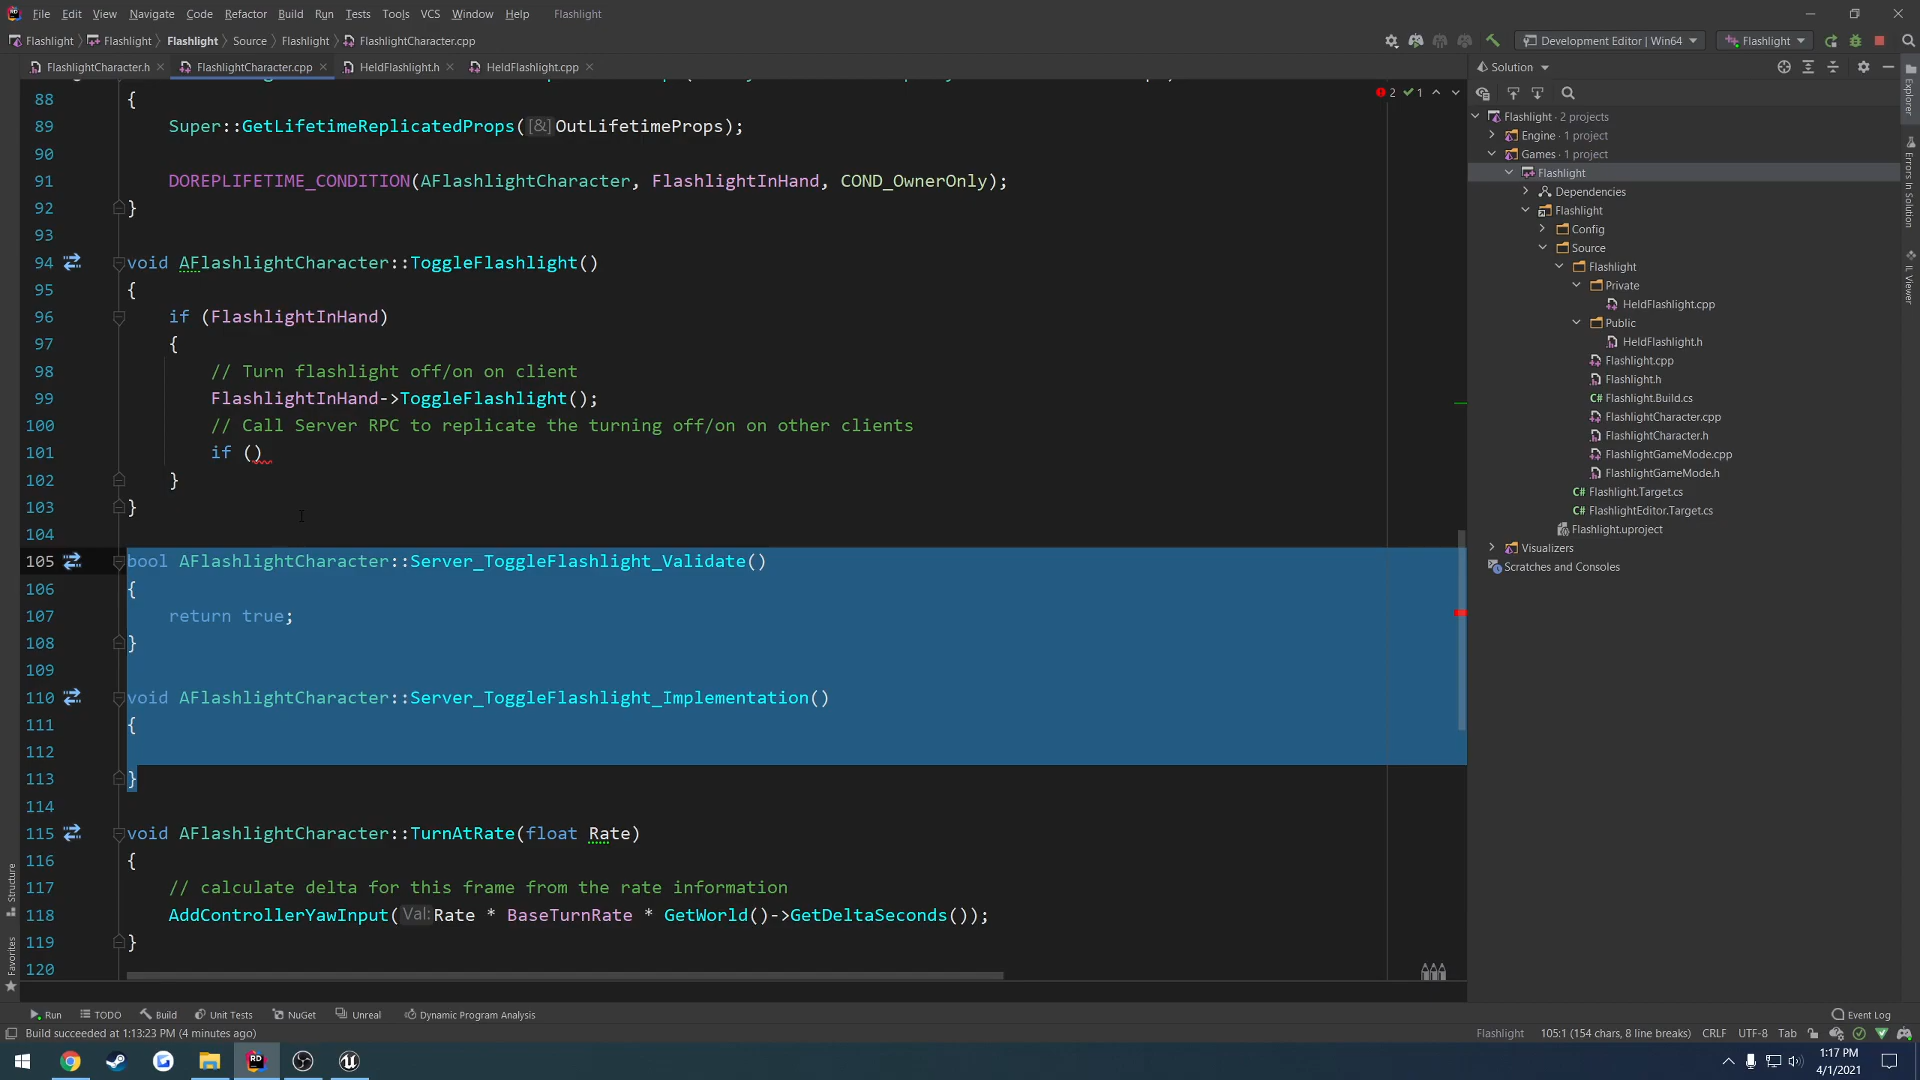 File Edit View Navigate Code Refactor Build Run Tests Tools VCS Window Help Flashlight
Flashlight Flashlight Flashlight Source Flashlight FlashlightCharacter.cpp Development Editor | Win64 Flashlight
FlashlightCharacter.h FlashlightCharacter.cpp HeldFlashlight.h HeldFlashlight.cpp
2 1
88 {
89 Super::GetLifetimeReplicatedProps([&]OutLifetimeProps);
90
91 DOREPLIFETIME_CONDITION(AFlashlightCharacter, FlashlightInHand, COND_OwnerOnly);
92 }
93
94 void AFlashlightCharacter::ToggleFlashlight()
95 {
96 if (FlashlightInHand)
97 {
98 // Turn flashlight off/on on client
99 FlashlightInHand->ToggleFlashlight();
100 // Call Server RPC to replicate the turning off/on on other clients
101 if ()
102 }
103 }
104
105 bool AFlashlightCharacter::Server_ToggleFlashlight_Validate()
106 {
107 return true;
108 }
109
110 void AFlashlightCharacter::Server_ToggleFlashlight_Implementation()
111 {
112
113 }
114
115 void AFlashlightCharacter::TurnAtRate(float Rate)
116 {
117 // calculate delta for this frame from the rate information
118 AddControllerYawInput(Val:Rate * BaseTurnRate * GetWorld()->GetDeltaSeconds());
119 }
120
Solution
Flashlight · 2 projects
Engine · 1 project
Games · 1 project
Flashlight
Dependencies
Flashlight
Config
Source
Flashlight
Private
HeldFlashlight.cpp
Public
HeldFlashlight.h
Flashlight.cpp
Flashlight.h
C# Flashlight.Build.cs
FlashlightCharacter.cpp
FlashlightCharacter.h
FlashlightGameMode.cpp
FlashlightGameMode.h
C# Flashlight.Target.cs
C# FlashlightEditor.Target.cs
Flashlight.uproject
Visualizers
Scratches and Consoles
Explorer
Errors In Solution
IL Viewer
Structure
Favorites
Run TODO Build Unit Tests NuGet Unreal Dynamic Program Analysis Event Log
Build succeeded at 1:13:23 PM (4 minutes ago) Flashlight 105:1 (154 chars, 8 line breaks) CRLF UTF-8 Tab
RD
1:17 PM
4/1/2021